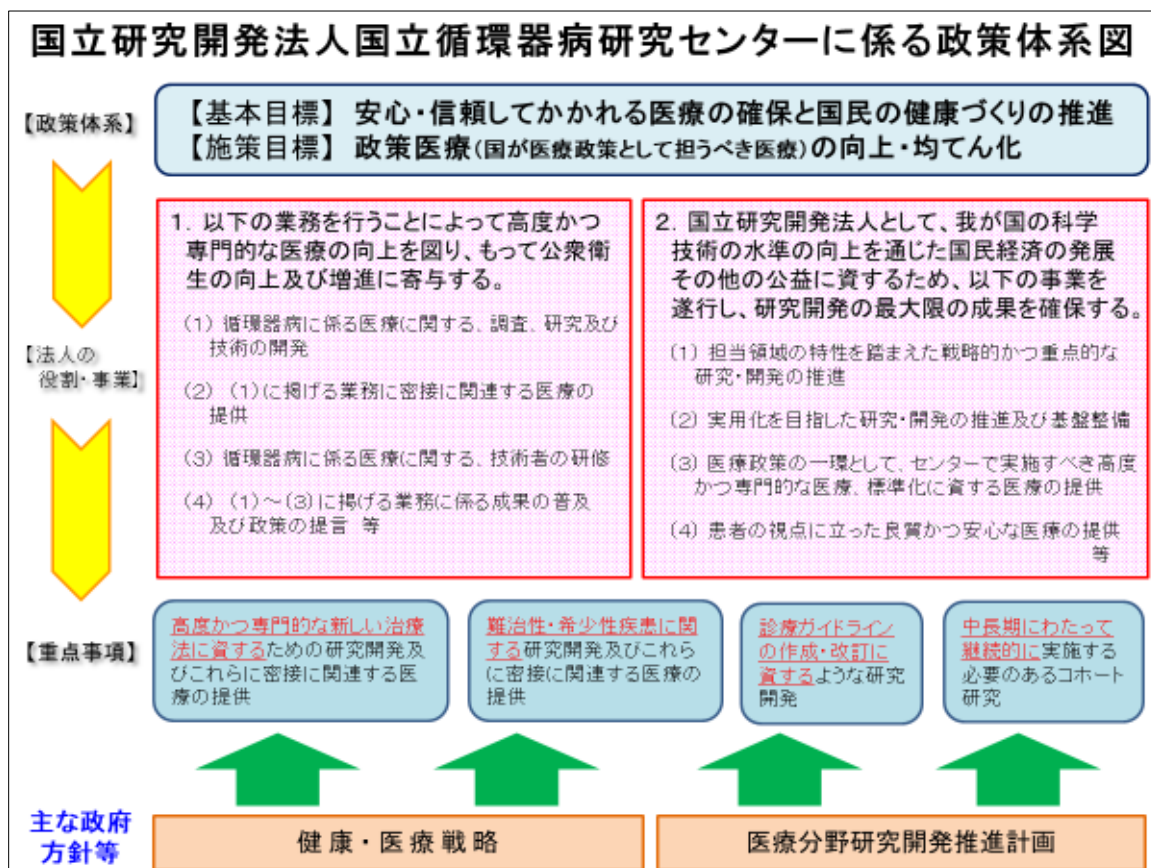 国立研究開発法人国立循環器病研究センターに係る政策体系図
【政策体系】
【基本目標】 安心・信頼してかかれる医療の確保と国民の健康づくりの推進
【施策目標】 政策医療(国が医療政策として担うべき医療)の向上・均てん化
【法人の
役割・事業】
1. 以下の業務を行うことによって高度かつ
専門的な医療の向上を図り、もって公衆衛
生の向上及び増進に寄与する。
(1) 循環器病に係る医療に関する、調査、研究及び
技術の開発
(2) (1)に掲げる業務に密接に関連する医療の
提供
(3) 循環器病に係る医療に関する、技術者の研修
(4) (1)～(3)に掲げる業務に係る成果の普及
及び政策の提言 等
2. 国立研究開発法人として、我が国の科学
技術の水準の向上を通じた国民経済の発展
その他の公益に資するため、以下の事業を
遂行し、研究開発の最大限の成果を確保する。
(1) 担当領域の特性を踏まえた戦略的かつ重点的な
研究・開発の推進
(2) 実用化を目指した研究・開発の推進及び基盤整備
(3) 医療政策の一環として、センターで実施すべき高度
かつ専門的な医療、標準化に資する医療の提供
(4) 患者の視点に立った良質かつ安心な医療の提供
等
【重点事項】
高度かつ専門的な新しい治療
法に資するための研究開発及
びこれらに密接に関連する医
療の提供
難治性・希少性疾患に関
する研究開発及びこれら
に密接に関連する医療の
提供
診療ガイドライン
の作成・改訂に
資するような研究
開発
中長期にわたって
継続的に実施する
必要のあるコホート
研究
主な政府
方針等
健康・医療戦略
医療分野研究開発推進計画